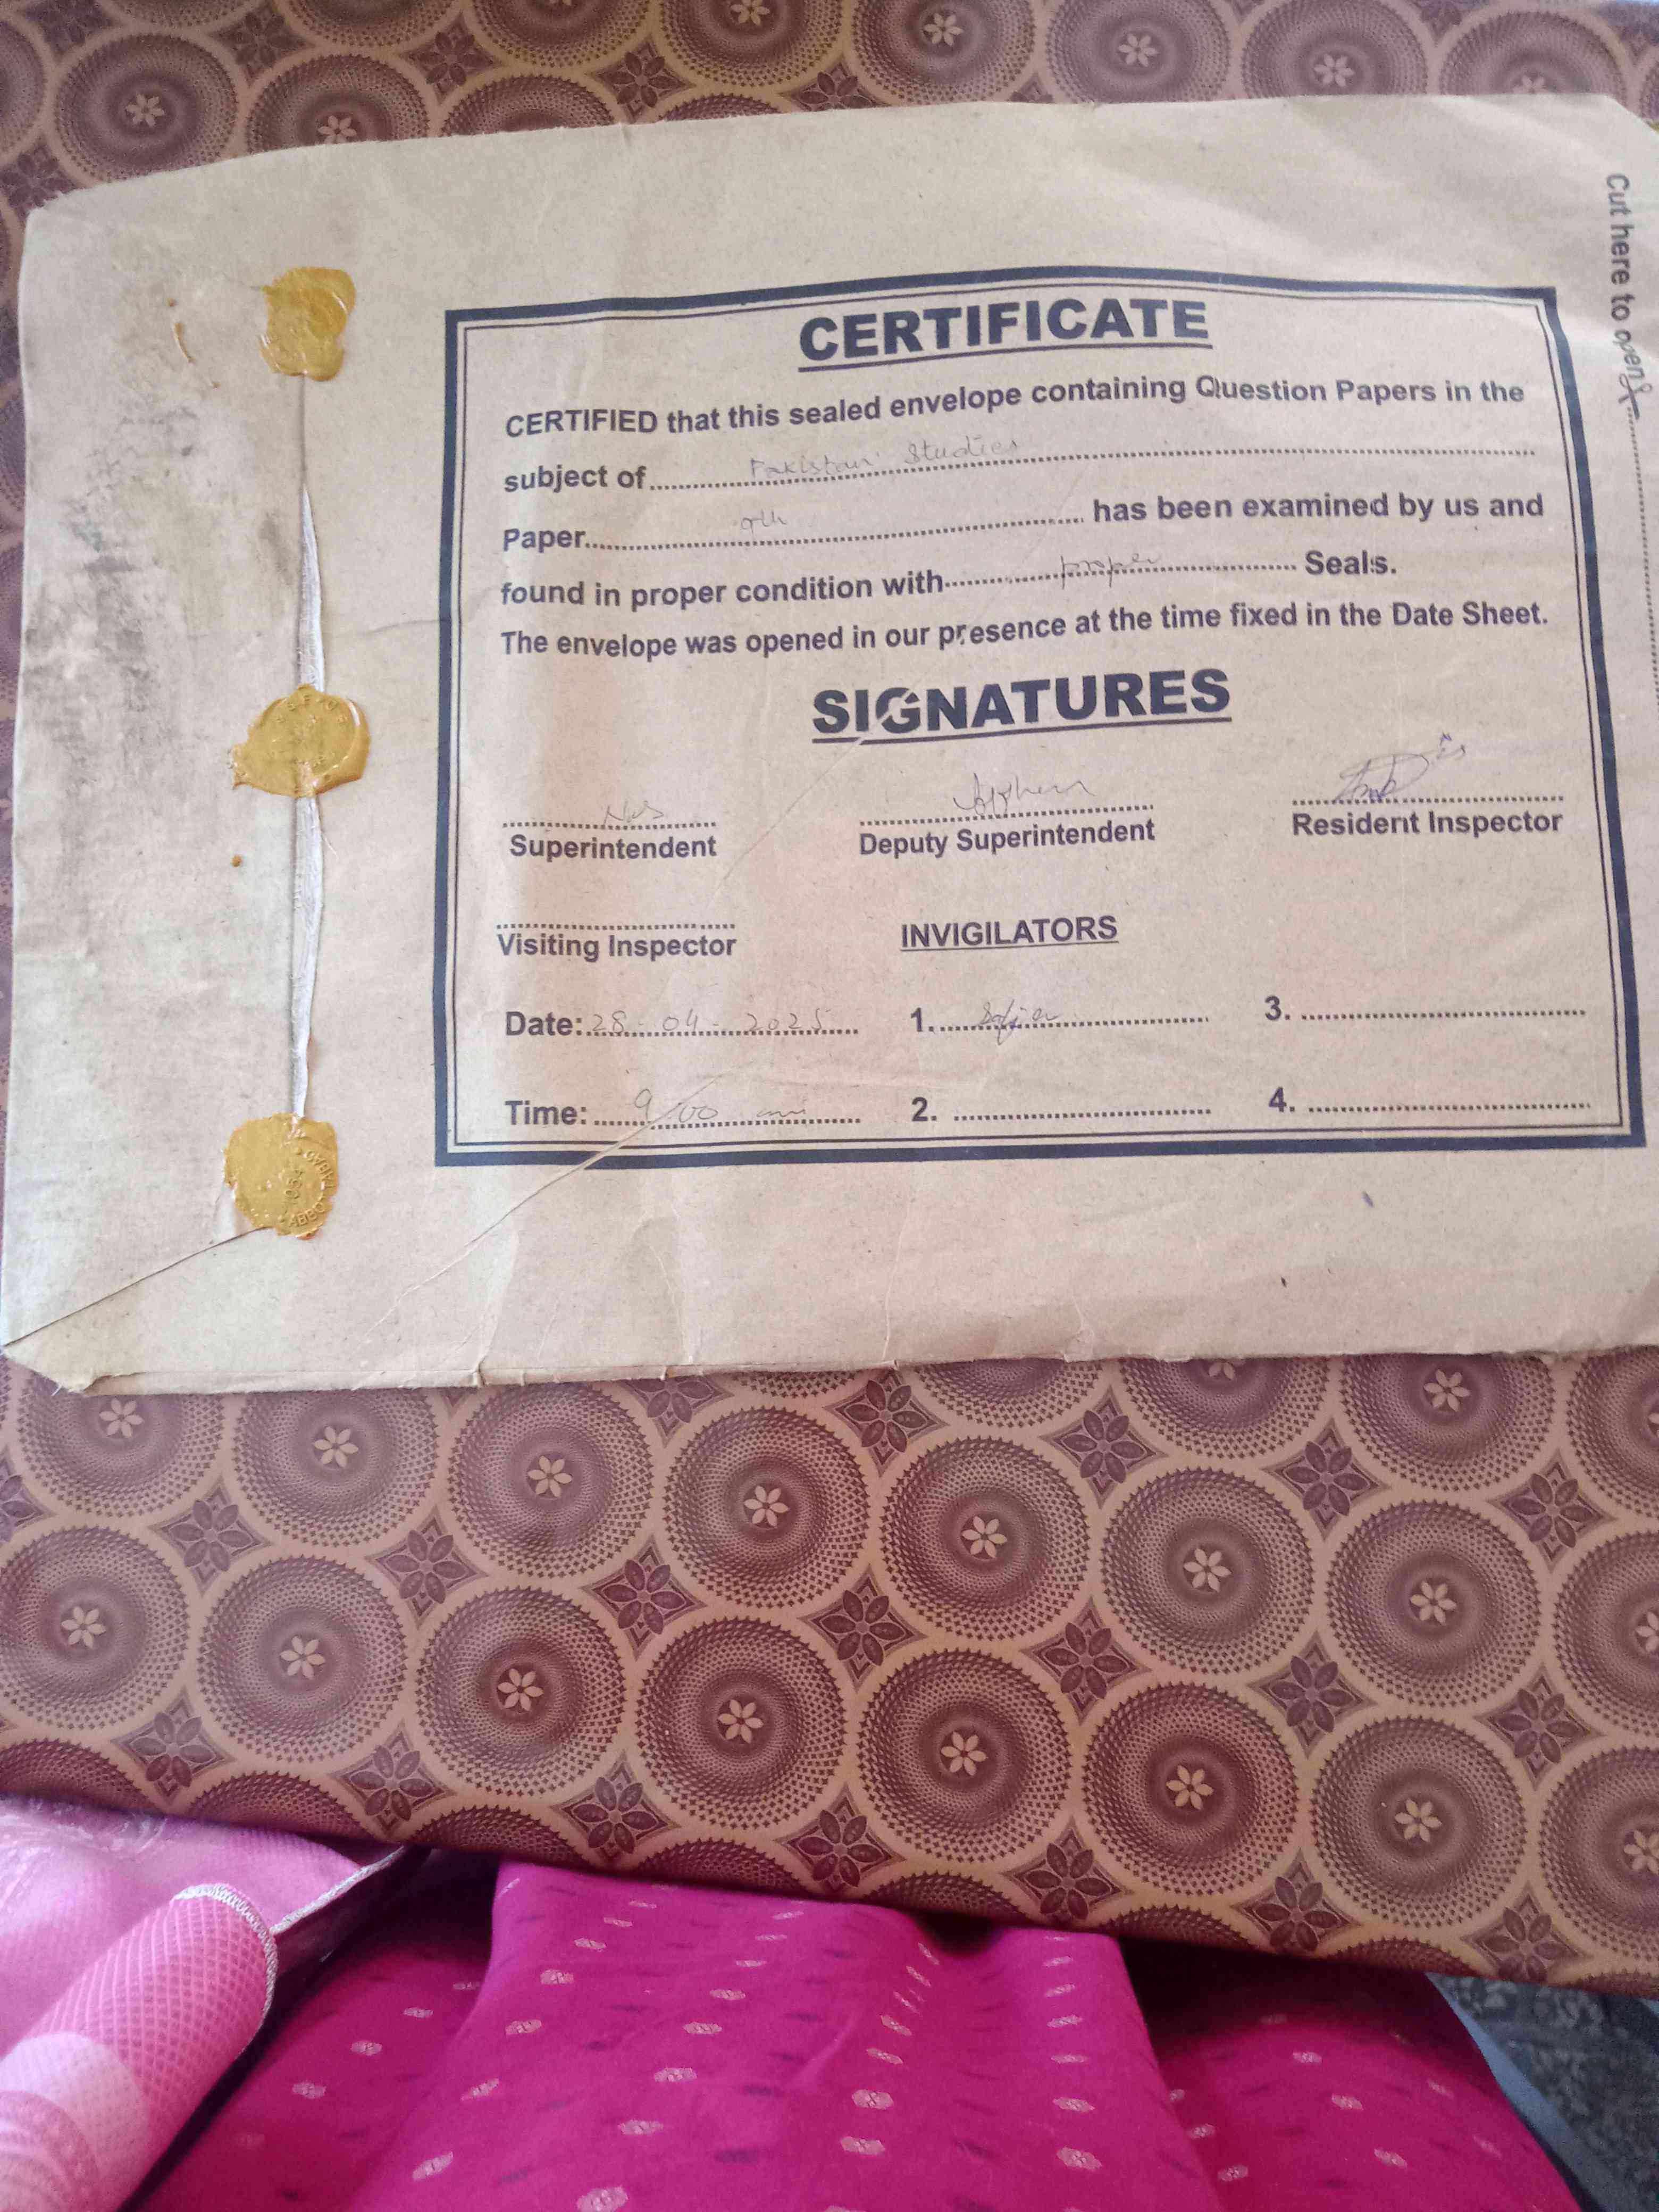 Cut here to open
CERTIFICATE
CERTIFIED that this sealed envelope containing Question Papers in the
subject of Pakistan Studies
Paper 9th has been examined by us and
found in proper condition with proper Seals.
The envelope was opened in our presence at the time fixed in the Date Sheet.
SIGNATURES
Superintendent Deputy Superintendent Resident Inspector
Visiting Inspector INVIGILATORS
Date: 28-04-2025 1. 3.
Time: 9:00 am 2. 4.